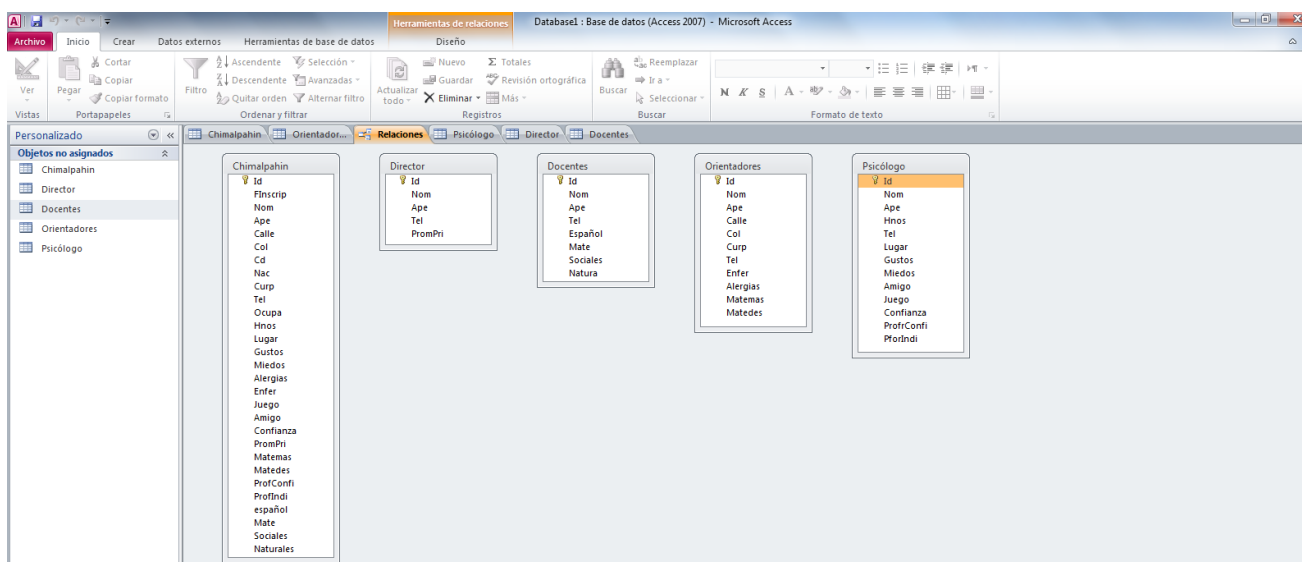 Herramientas de relaciones
Database1 : Base de datos (Access 2007) - Microsoft Access
Archivo Inicio Crear Datos externos Herramientas de base de datos Diseño
Ver
Vistas
Pegar
Cortar
Copiar
Copiar formato
Portapapeles
Filtro
Ascendente
Descendente
Quitar orden
Selección
Avanzadas
Alternar filtro
Ordenar y filtrar
Actualizar todo
Nuevo
Guardar
Eliminar
Totales
Revisión ortográfica
Más
Registros
Buscar
Reemplazar
Ir a
Seleccionar
Buscar
N K S A
Formato de texto
Personalizado
Objetos no asignados
Chimalpahin
Director
Docentes
Orientadores
Psicólogo
Chimalpahin Orientador... Relaciones Psicólogo Director Docentes
Chimalpahin
Id
FInscrip
Nom
Ape
Calle
Col
Cd
Nac
Curp
Tel
Ocupa
Hnos
Lugar
Gustos
Miedos
Alergias
Enfer
Juego
Amigo
Confianza
PromPri
Matemas
Matedes
ProfConfi
ProfIndi
español
Mate
Sociales
Naturales
Director
Id
Nom
Ape
Tel
PromPri
Docentes
Id
Nom
Ape
Tel
Español
Mate
Sociales
Natura
Orientadores
Id
Nom
Ape
Calle
Col
Curp
Tel
Enfer
Alergias
Matemas
Matedes
Psicólogo
Id
Nom
Ape
Hnos
Tel
Lugar
Gustos
Miedos
Amigo
Juego
Confianza
ProfrConfi
PforIndi